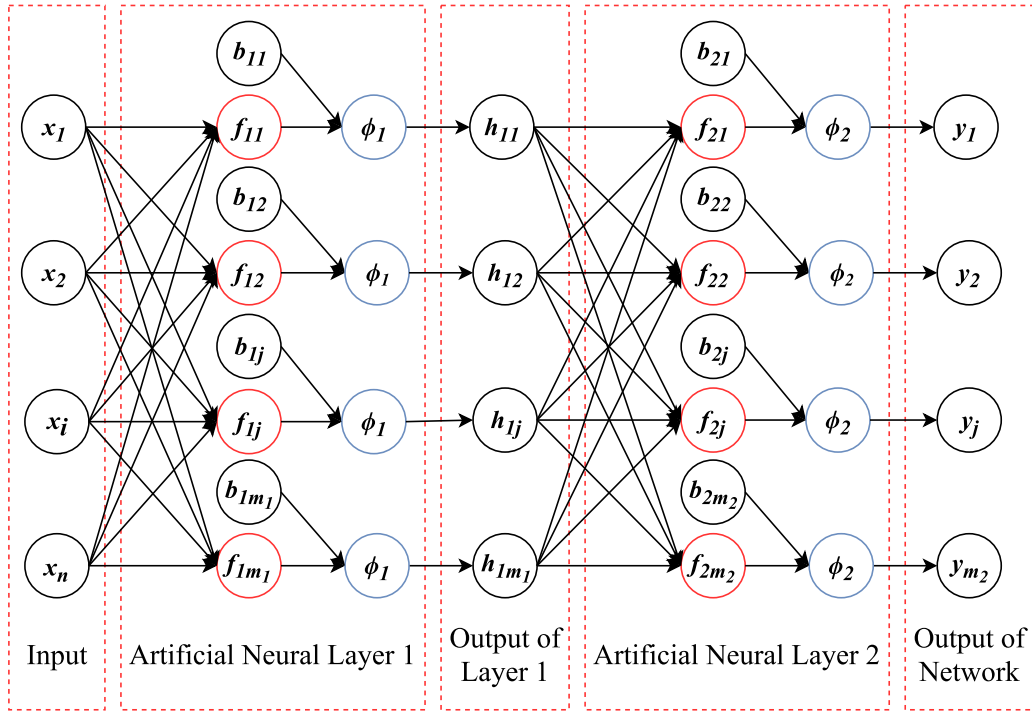 b₁₁ b₂₁
x₁ f₁₁ ϕ₁ h₁₁ f₂₁ ϕ₂ y₁
b₁₂ b₂₂
x₂ f₁₂ ϕ₁ h₁₂ f₂₂ ϕ₂ y₂
b₁ⱼ b₂ⱼ
xᵢ f₁ⱼ ϕ₁ h₁ⱼ f₂ⱼ ϕ₂ yⱼ
b₁ₘ₁ b₂ₘ₂
xₙ f₁ₘ₁ ϕ₁ h₁ₘ₁ f₂ₘ₂ ϕ₂ yₘ₂
Input
Artificial Neural Layer 1
Output of
Layer 1
Artificial Neural Layer 2
Output of
Network